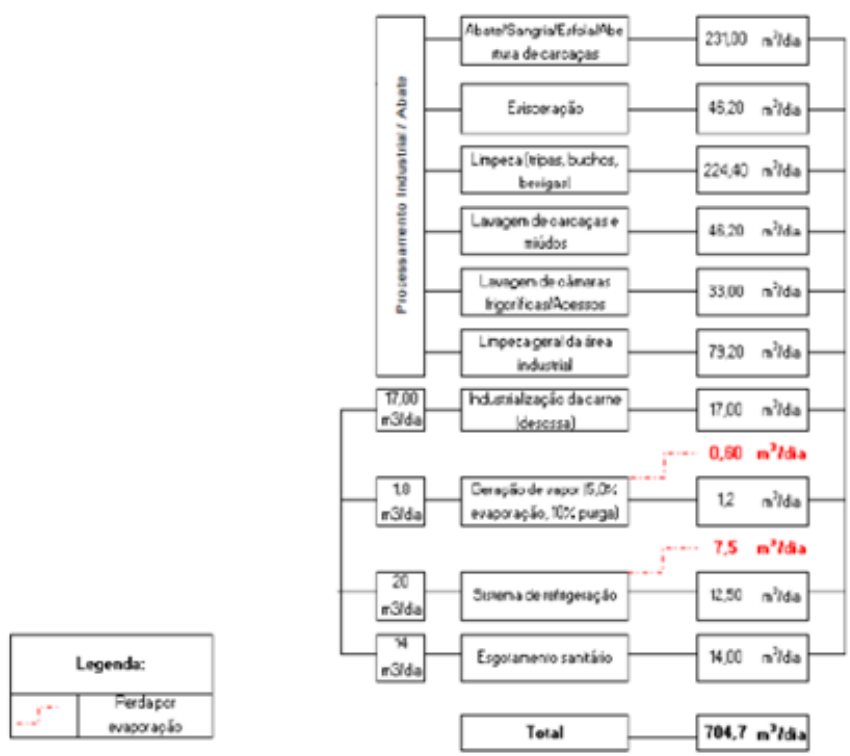 Processamento Industrial / Abate
Abate/Sangria/Esfola/Abe
rtura de carcaças
231,00 m³/dia
Evisceração
46,20 m³/dia
Limpeza (tripas, buchos,
bexigas)
224,40 m³/dia
Lavagem de carcaças e
miúdos
46,20 m³/dia
Lavagem de câmaras
frigoríficas/Acessos
33,00 m³/dia
Limpeza geral da área
industrial
79,20 m³/dia
17,00
m3/dia
Industrialização da carne
(desossa)
17,00 m³/dia
0,60 m³/dia
m3/dia
Geração de vapor (5,0%
evaporação, 10% purga)
1,2 m³/dia
7,5 m³/dia
20
m3/dia
Sistema de refrigeração
12,50 m³/dia
14
m3/dia
Esgotamento sanitário
14,00 m³/dia
Legenda:
Perda por
evaporação
Total
704,7 m³/dia